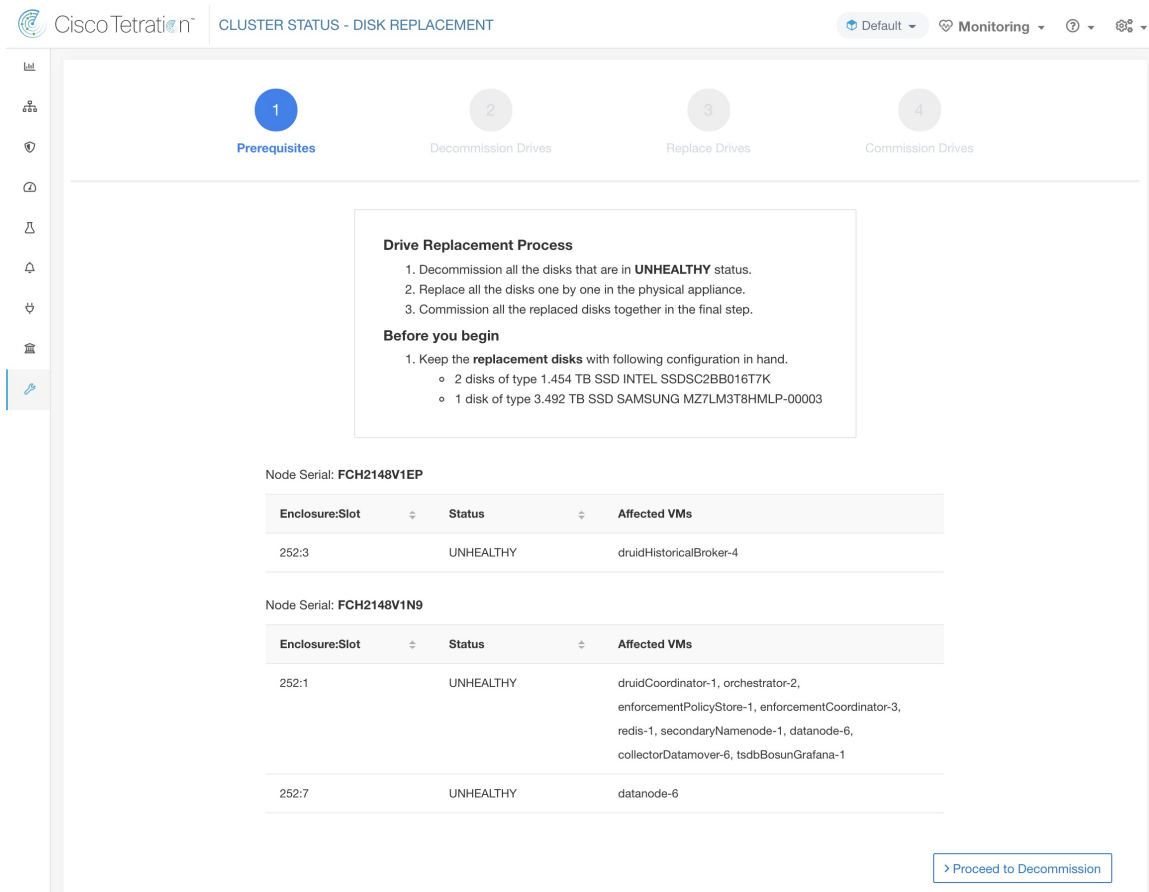 Cisco Tetration™
CLUSTER STATUS - DISK REPLACEMENT
Default
Monitoring
?
1
2
3
4
Prerequisites
Decommission Drives
Replace Drives
Commission Drives
Drive Replacement Process
1. Decommission all the disks that are in UNHEALTHY status.
2. Replace all the disks one by one in the physical appliance.
3. Commission all the replaced disks together in the final step.
Before you begin
1. Keep the replacement disks with following configuration in hand.
2 disks of type 1.454 TB SSD INTEL SSDSC2BB016T7K
1 disk of type 3.492 TB SSD SAMSUNG MZ7LM3T8HMLP-00003
Node Serial: FCH2148V1EP
Enclosure:Slot Status Affected VMs
252:3 UNHEALTHY druidHistoricalBroker-4
Node Serial: FCH2148V1N9
Enclosure:Slot Status Affected VMs
252:1 UNHEALTHY druidCoordinator-1, orchestrator-2,
enforcementPolicyStore-1, enforcementCoordinator-3,
redis-1, secondaryNamenode-1, datanode-6,
collectorDatamover-6, tsdbBosunGrafana-1
252:7 UNHEALTHY datanode-6
> Proceed to Decommission